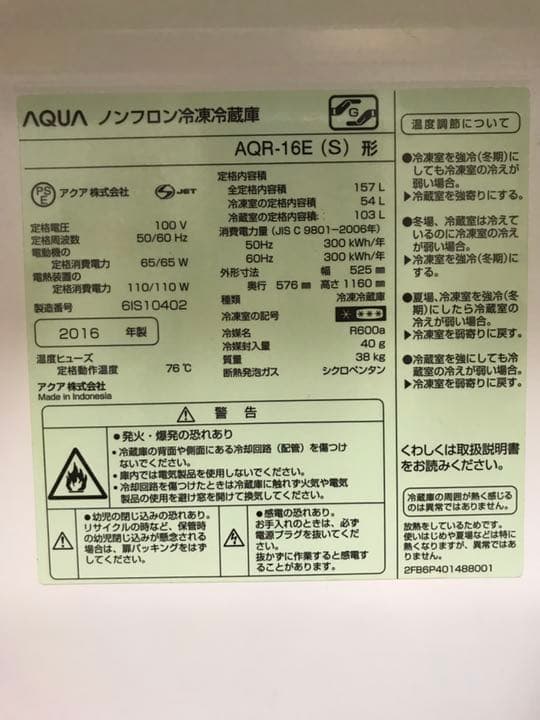 AQUA ノンフロン冷凍冷蔵庫
G
AQR-16E(S)形
PS
E
アクア 株式会社
S JET
定格電圧 100 V
定格周波数 50/60 Hz
電動機の
定格消費電力 65/65 W
電熱装置の
定格消費電力 110/110 W
製造番号 6IS10402
2016 年製
温度ヒューズ
定格動作温度 76℃
アクア 株式会社
Made in Indonesia
定格内容積
全定格内容積 157 L
冷凍室の定格内容積 54 L
冷蔵室の定格内容積: 103 L
消費電力量 (JIS C 9801-2006年)
50Hz 300 kWh/年
60Hz 300 kWh/年
外形寸法 幅 525 mm
奥行 576 mm 高さ 1160 mm
種類 冷凍冷蔵庫
冷凍室の記号 * ***
冷媒名 R600a
冷媒封入量 40 g
質量 38 kg
断熱発泡ガス シクロペンタン
警告
●発火・爆発の恐れあり
・冷蔵庫の背面や側面にある冷却回路(配管)を傷つけ
ないでください。
●庫内では電気製品を使用しないでください。
・冷却回路を傷つけたときは冷蔵庫に触れず火気や電気
製品の使用を避け窓を開けて換気してください。
●幼児の閉じ込みの恐れあり。
リサイクルの時など、保管時
の幼児閉じ込みが懸念される
場合は、扉パッキングをはず
してください。
●感電の恐れあり。
お手入れのときは、必ず
電源プラグを抜いてくだ
さい。
抜かずに作業すると感電す
ることがあります。
温度調節について
●冷凍室を強冷(冬期)に
しても冷凍室の冷えが
弱い場合。
▶冷蔵室を強寄りにする。
●冬場、冷蔵室は冷えて
いるのに冷凍室の冷え
が弱い場合。
▶冷凍室を強冷(冬期)
にする。
●夏場、冷凍室を強冷(冬
期)にしたら冷蔵室の
冷えが弱い場合。
▶冷凍室を弱寄りに戻す。
●冷蔵室を強にしても冷
蔵室の冷えが弱い場合。
▶冷凍室を弱寄りに戻す。
くわしくは取扱説明書
をお読みください。
冷蔵庫の周囲が熱く感じる
のは異常ではありません。
放熱をしているためです。
使いはじめや夏場などは特に
熱くなりますが、異常ではあ
りません。
2FB6P401488001